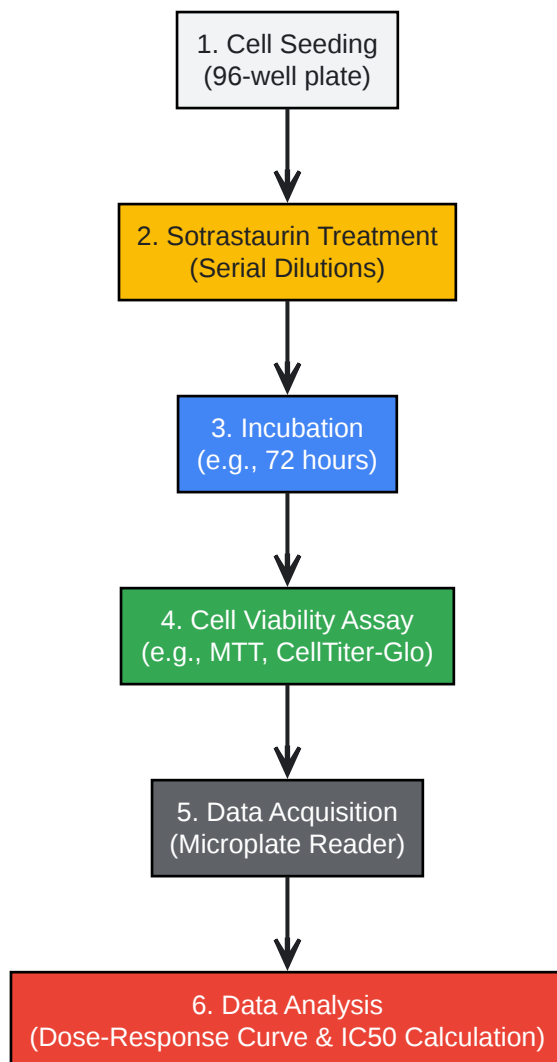 1. Cell Seeding
(96-well plate)
2. Sotrastaurin Treatment
(Serial Dilutions)
3. Incubation
(e.g., 72 hours)
4. Cell Viability Assay
(e.g., MTT, CellTiter-Glo)
5. Data Acquisition
(Microplate Reader)
6. Data Analysis
(Dose-Response Curve & IC50 Calculation)